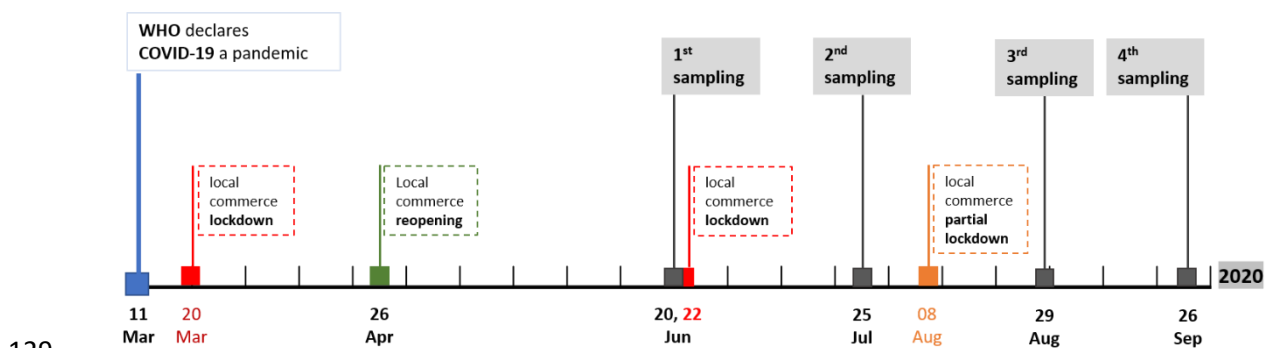 WHO declares
COVID-19 a pandemic
1st
sampling
2nd
sampling
3rd
sampling
4th
sampling
local
commerce
lockdown
Local
commerce
reopening
local
commerce
lockdown
local
commerce
partial
lockdown
2020
11
Mar
20
Mar
26
Apr
20, 22
Jun
25
Jul
08
Aug
29
Aug
26
Sep